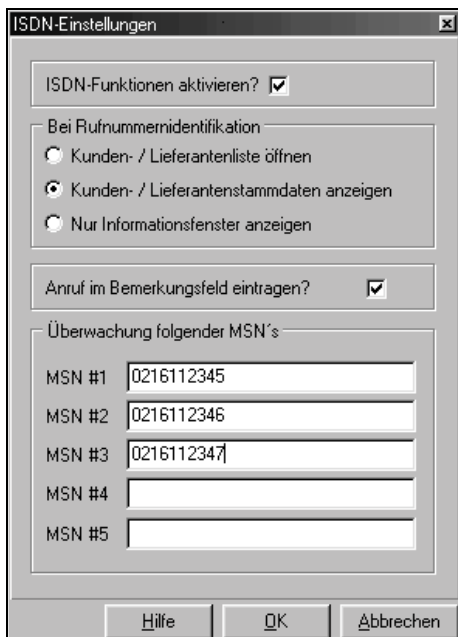 ISDN-Einstellungen
ISDN-Funktionen aktivieren?
Bei Rufnummernidentifikation
Kunden- / Lieferantenliste öffnen
Kunden- / Lieferantenstammdaten anzeigen
Nur Informationsfenster anzeigen
Anruf im Bemerkungsfeld eintragen?
Überwachung folgender MSN´s
MSN #1 0216112345
MSN #2 0216112346
MSN #3 0216112347
MSN #4
MSN #5
Hilfe OK Abbrechen